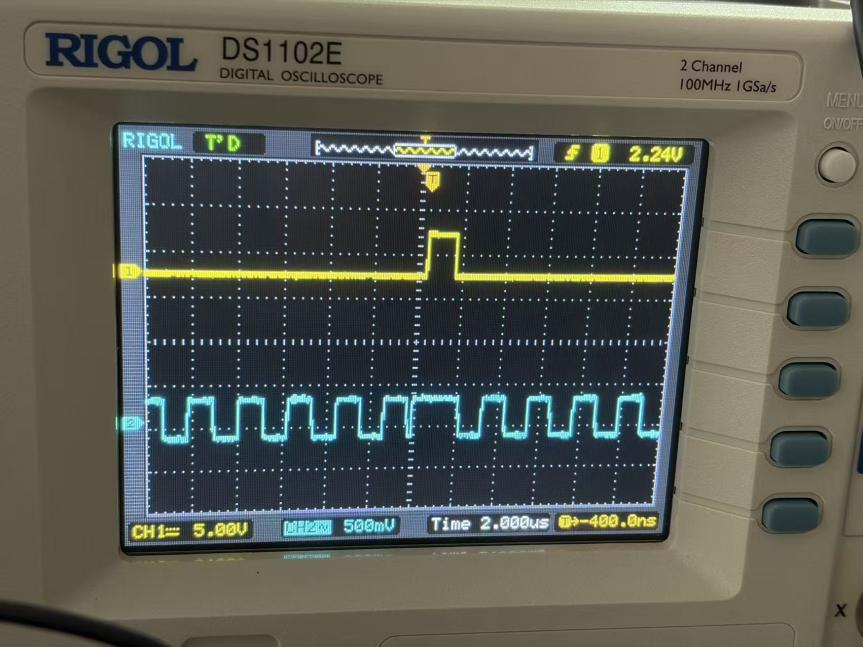 RIGOL DS1102E
DIGITAL OSCILLOSCOPE
2 Channel
100MHz 1GSa/s
MENU
ON/OFF
RIGOL T'D
T
1 2.24V
T
1
2
CH1 5.00V 500mV Time 2.000us T→-400.0ns
X